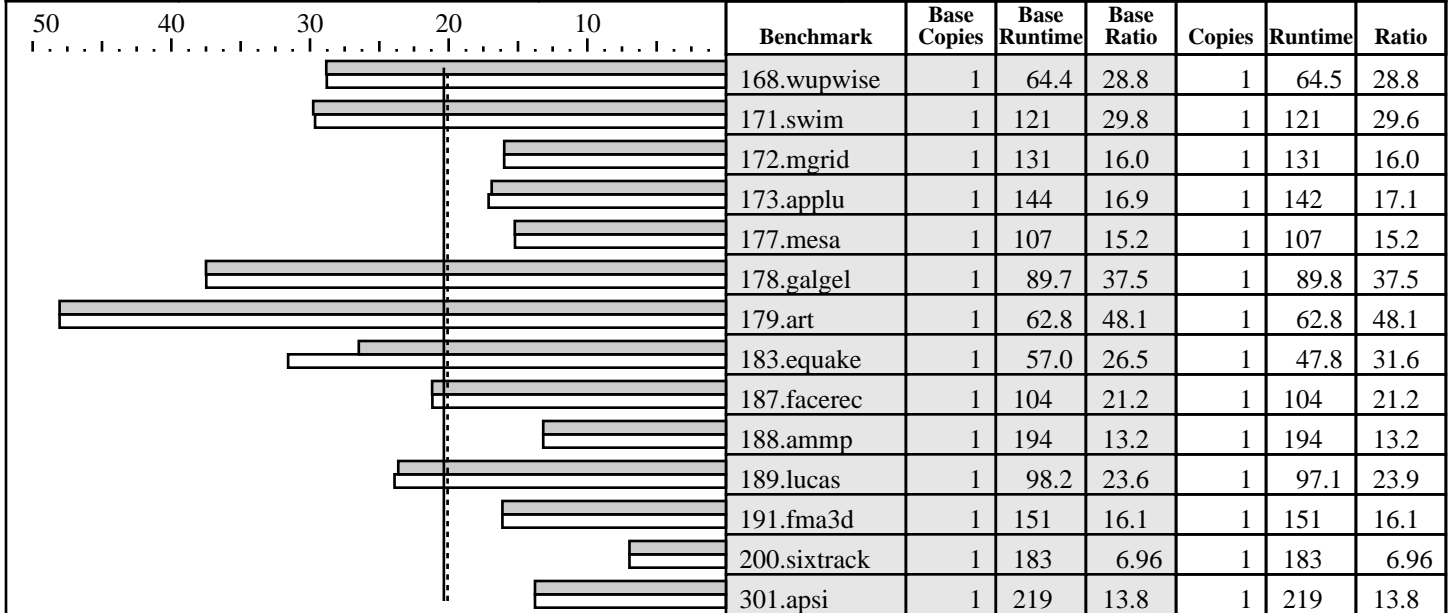 50 40 30 20 10
Benchmark Base Copies Base Runtime Base Ratio Copies Runtime Ratio
168.wupwise 1 64.4 28.8 1 64.5 28.8
171.swim 1 121 29.8 1 121 29.6
172.mgrid 1 131 16.0 1 131 16.0
173.applu 1 144 16.9 1 142 17.1
177.mesa 1 107 15.2 1 107 15.2
178.galgel 1 89.7 37.5 1 89.8 37.5
179.art 1 62.8 48.1 1 62.8 48.1
183.equake 1 57.0 26.5 1 47.8 31.6
187.facerec 1 104 21.2 1 104 21.2
188.ammp 1 194 13.2 1 194 13.2
189.lucas 1 98.2 23.6 1 97.1 23.9
191.fma3d 1 151 16.1 1 151 16.1
200.sixtrack 1 183 6.96 1 183 6.96
301.apsi 1 219 13.8 1 219 13.8